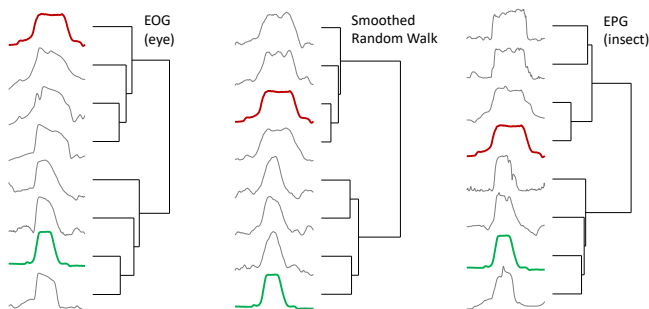 EOG
(eye)
Smoothed
Random Walk
EPG
(insect)